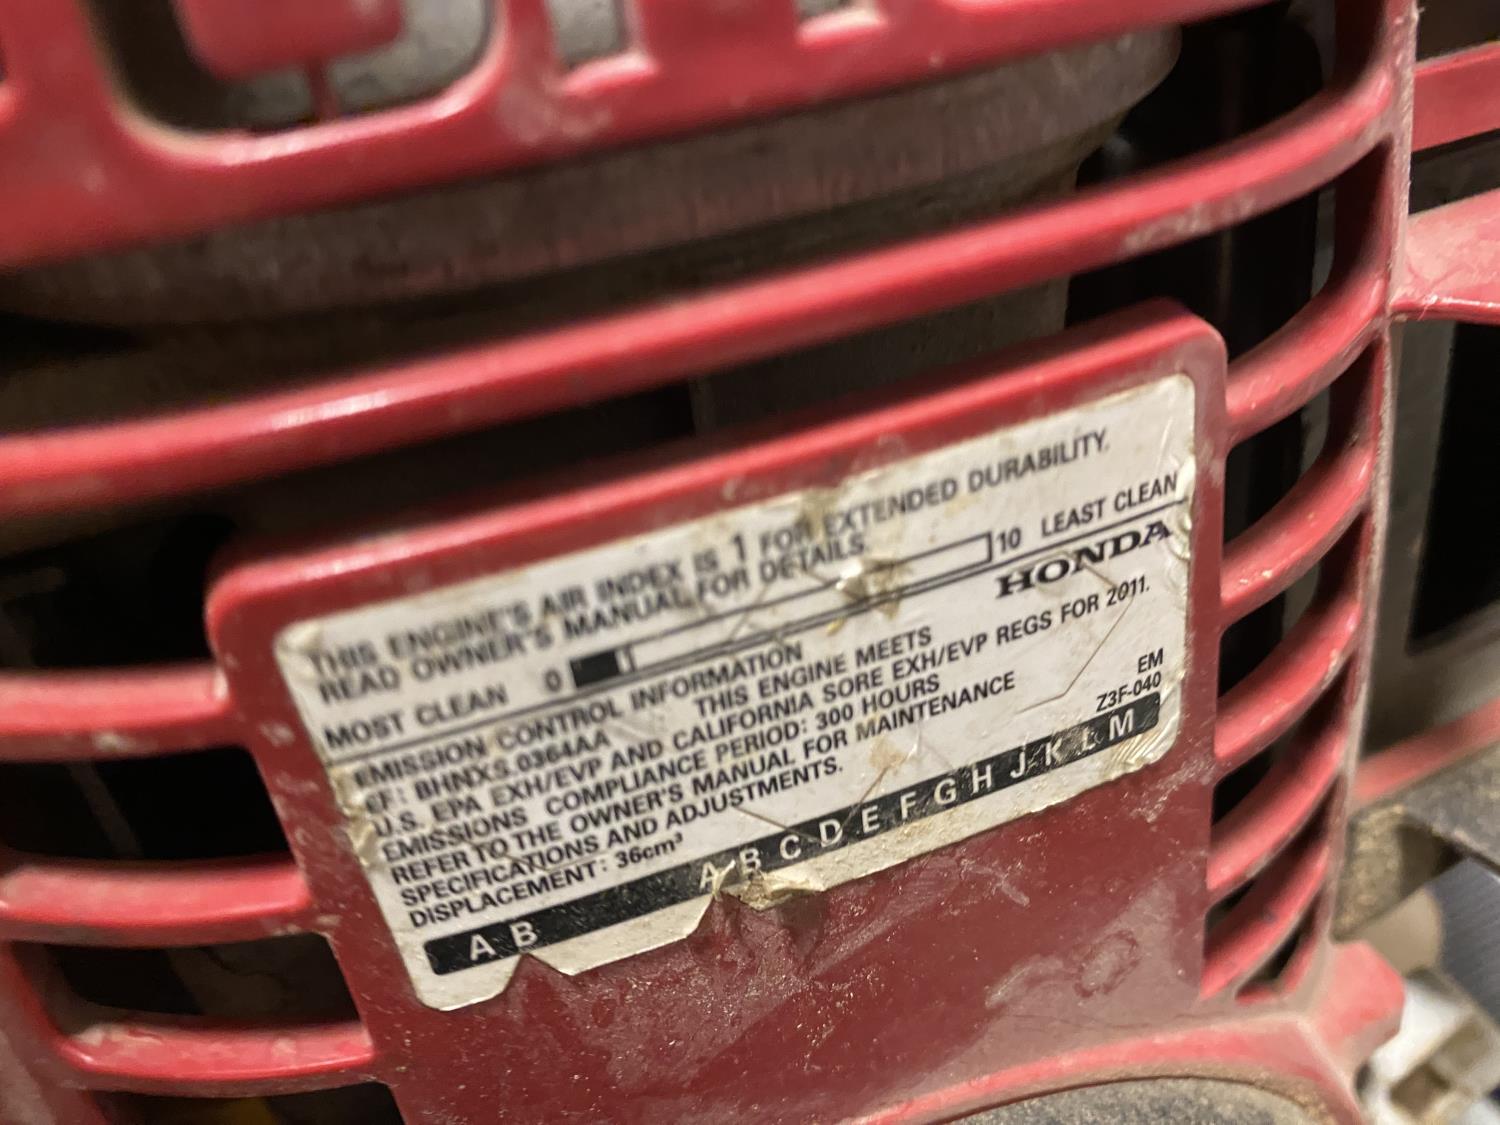 THIS ENGINE'S AIR INDEX IS 1 FOR EXTENDED DURABILITY.
READ OWNER'S MANUAL FOR DETAILS
MOST CLEAN 0 1 10 LEAST CLEAN
HONDA
EMISSION CONTROL INFORMATION
EF: BHNXS.0364AA THIS ENGINE MEETS
U.S. EPA EXH/EVP AND CALIFORNIA SORE EXH/EVP REGS FOR 2011.
EMISSIONS COMPLIANCE PERIOD: 300 HOURS
REFER TO THE OWNER'S MANUAL FOR MAINTENANCE
SPECIFICATIONS AND ADJUSTMENTS.
DISPLACEMENT: 36cm³
EM
Z3F-040
A B A B C D E F G H J K L M